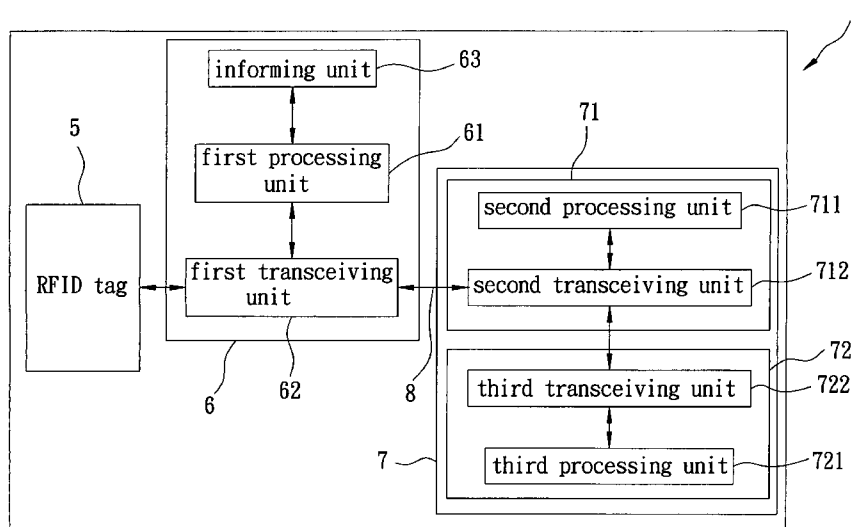 informing unit
63
5
first processing
unit
61
71
second processing unit
711
RFID tag
first transceiving
unit
second transceiving unit
712
6
62
8
72
third transceiving unit
722
7
third processing unit
721